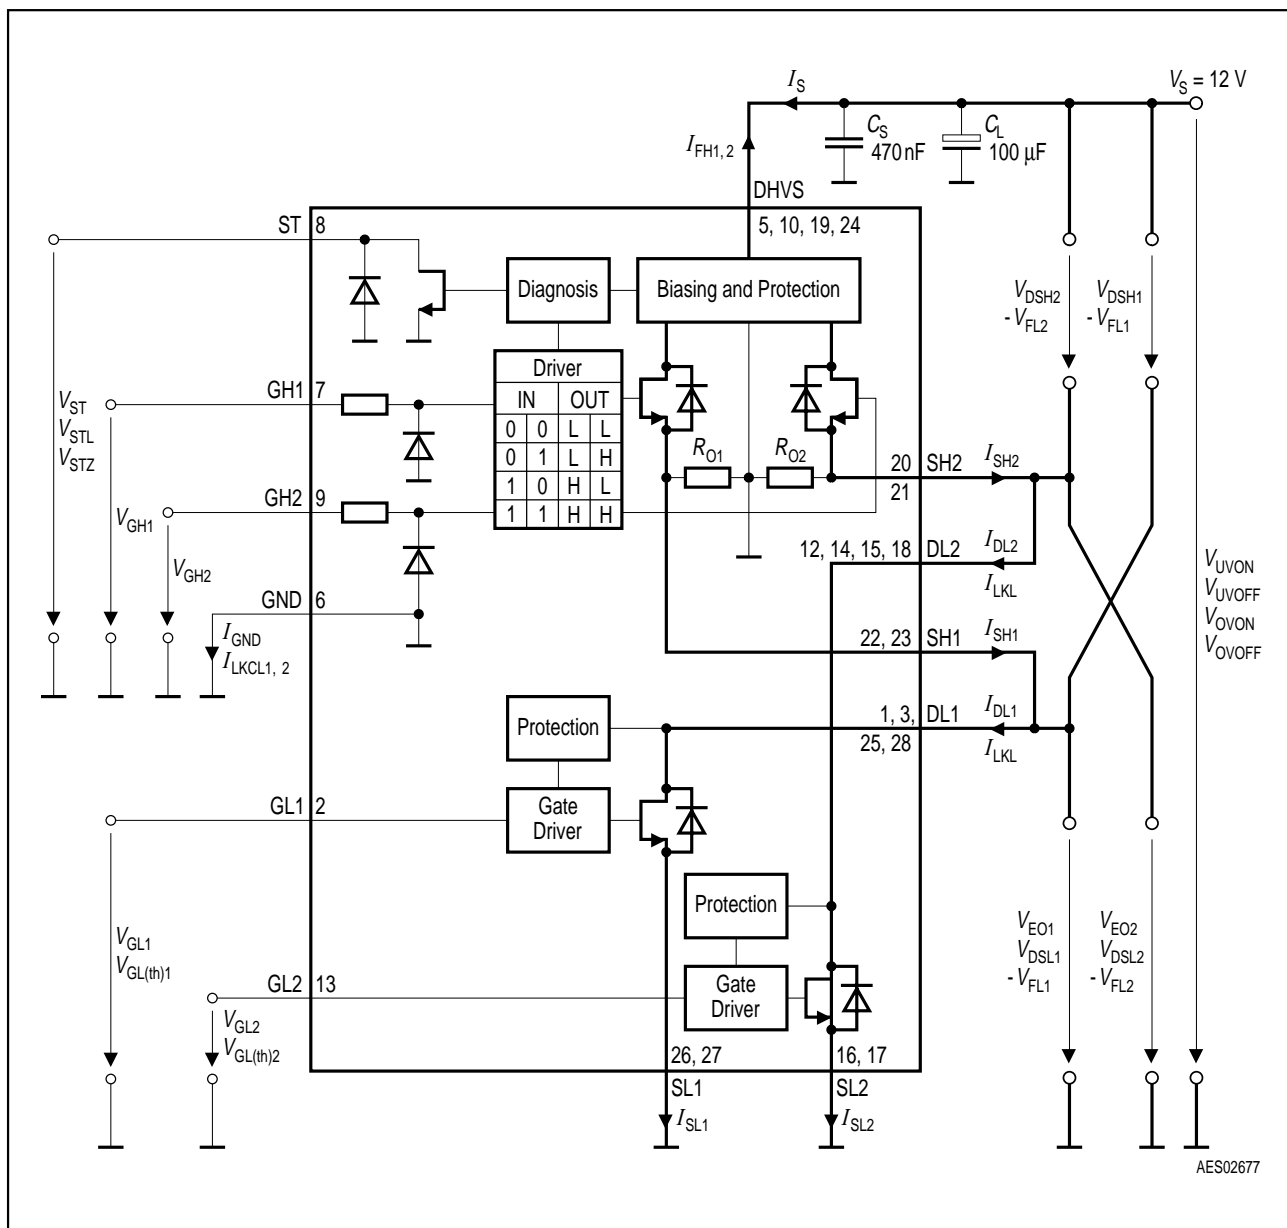 I_S
V_S = 12 V
C_S
470 nF
C_L
100 µF
I_FH1, 2
DHVS
5, 10, 19, 24
ST 8
Diagnosis
Biasing and Protection
V_DSH2
- V_FL2
V_DSH1
- V_FL1
Driver
IN OUT
0 0 L L
0 1 L H
1 0 H L
1 1 H H
GH1 7
V_ST
V_STL
V_STZ
R_O1
R_O2
20 SH2
21
I_SH2
GH2 9
V_GH1
V_GH2
12, 14, 15, 18 DL2
I_DL2
I_LKL
V_UVON
V_UVOFF
V_OVON
V_OVOFF
GND 6
I_GND
I_LKCL1, 2
22, 23 SH1
I_SH1
Protection
1, 3, DL1
25, 28
I_DL1
I_LKL
GL1 2
Gate
Driver
Protection
V_GL1
V_GL(th)1
V_EO1
V_DSL1
- V_FL1
V_EO2
V_DSL2
- V_FL2
GL2 13
Gate
Driver
V_GL2
V_GL(th)2
26, 27
16, 17
SL1
SL2
I_SL1
I_SL2
AES02677